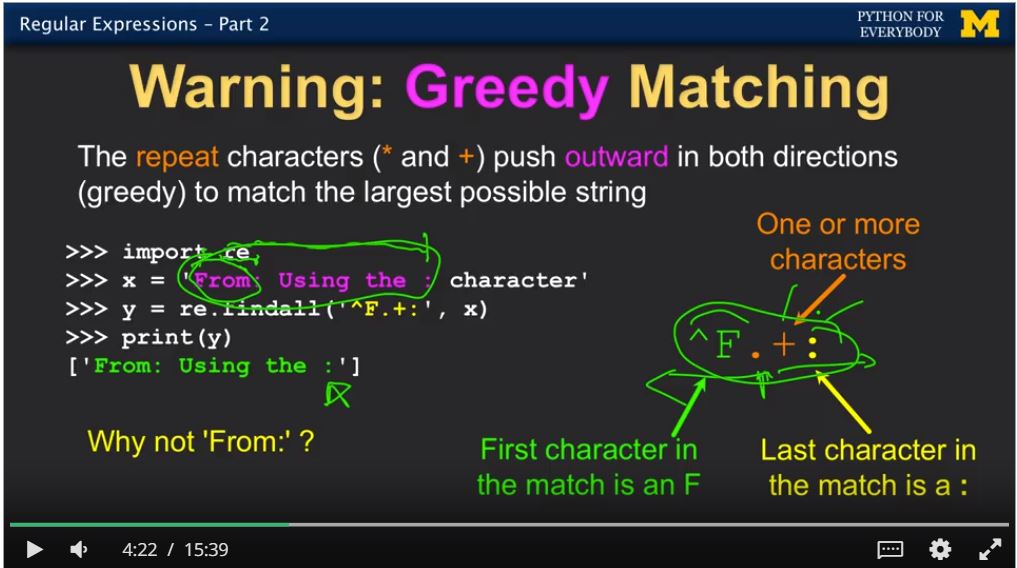 Regular Expressions – Part 2
PYTHON FOR
EVERYBODY
M
Warning: Greedy Matching
The repeat characters (* and +) push outward in both directions
(greedy) to match the largest possible string
One or more
characters
>>> import re
>>> x = 'From: Using the : character'
>>> y = re.findall('^F.+:', x)
>>> print(y)
['From: Using the :']
^F.+:
Why not 'From:' ?
First character in
the match is an F
Last character in
the match is a :
4:22 / 15:39